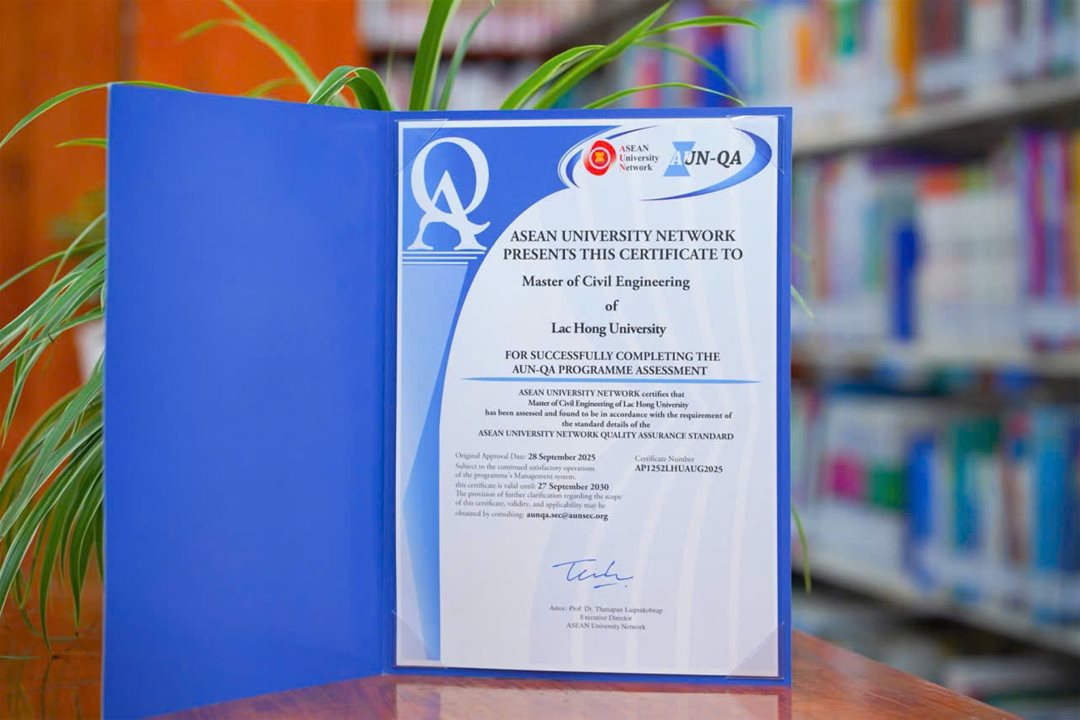 QA
ASEAN
University
Network
AUN-QA
ASEAN UNIVERSITY NETWORK
PRESENTS THIS CERTIFICATE TO
Master of Civil Engineering
of
Lac Hong University
FOR SUCCESSFULLY COMPLETING THE
AUN-QA PROGRAMME ASSESSMENT
ASEAN UNIVERSITY NETWORK certifies that
Master of Civil Engineering of Lac Hong University
has been assessed and found to be in accordance with the requirement of
the standard details of the
ASEAN UNIVERSITY NETWORK QUALITY ASSURANCE STANDARD
Original Approval Date: 28 September 2025
Subject to the continued satisfactory operations
of the programme's Management system,
this certificate is valid until: 27 September 2030
The provision of further clarification regarding the scope
of this certificate, validity, and applicability may be
obtained by consulting: aunqa.sec@aunsec.org
Certificate Number
AP1252LHUAUG2025
Assoc. Prof. Dr. Thanapan Laiprakobsup
Executive Director
ASEAN University Network